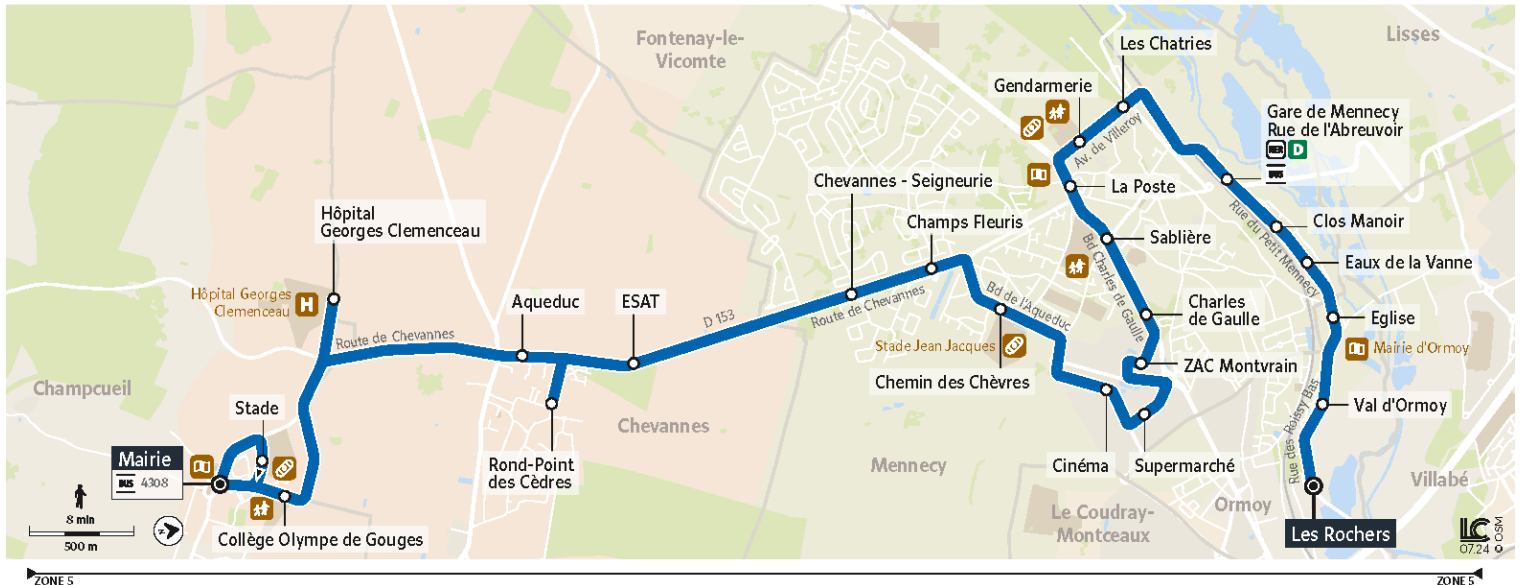 Fontenay-le-
Vicomte
Lisses
Les Chatries
Gendarmerie
Av. de Villeroy
Gare de Mennecy
Rue de l'Abreuvoir
RER D
BUS
La Poste
Chevannes - Seigneurie
Champs Fleuris
Clos Manoir
Rue du Petit Mennecy
Sablière
Bd Charles de Gaulle
Eaux de la Vanne
Hôpital
Georges Clemenceau
Hôpital Georges
Clemenceau
H
Aqueduc
ESAT
D 153
Route de Chevannes
Route de Chevannes
Bd de l'Aqueduc
Charles
de Gaulle
Eglise
Stade Jean Jacques
Mairie d'Ormoy
Chemin des Chèvres
ZAC Montvrain
Champcueil
Stade
Chevannes
Val d'Ormoy
Rue des Roissy Bas
Mairie
BUS 4308
Rond-Point
des Cèdres
Mennecy
Cinéma
Supermarché
Villabé
Ormoy
8 min
500 m
N
Collège Olympe de Gouges
Le Coudray-
Montceaux
Les Rochers
LC
07.24
© OSM
ZONE 5
ZONE 5